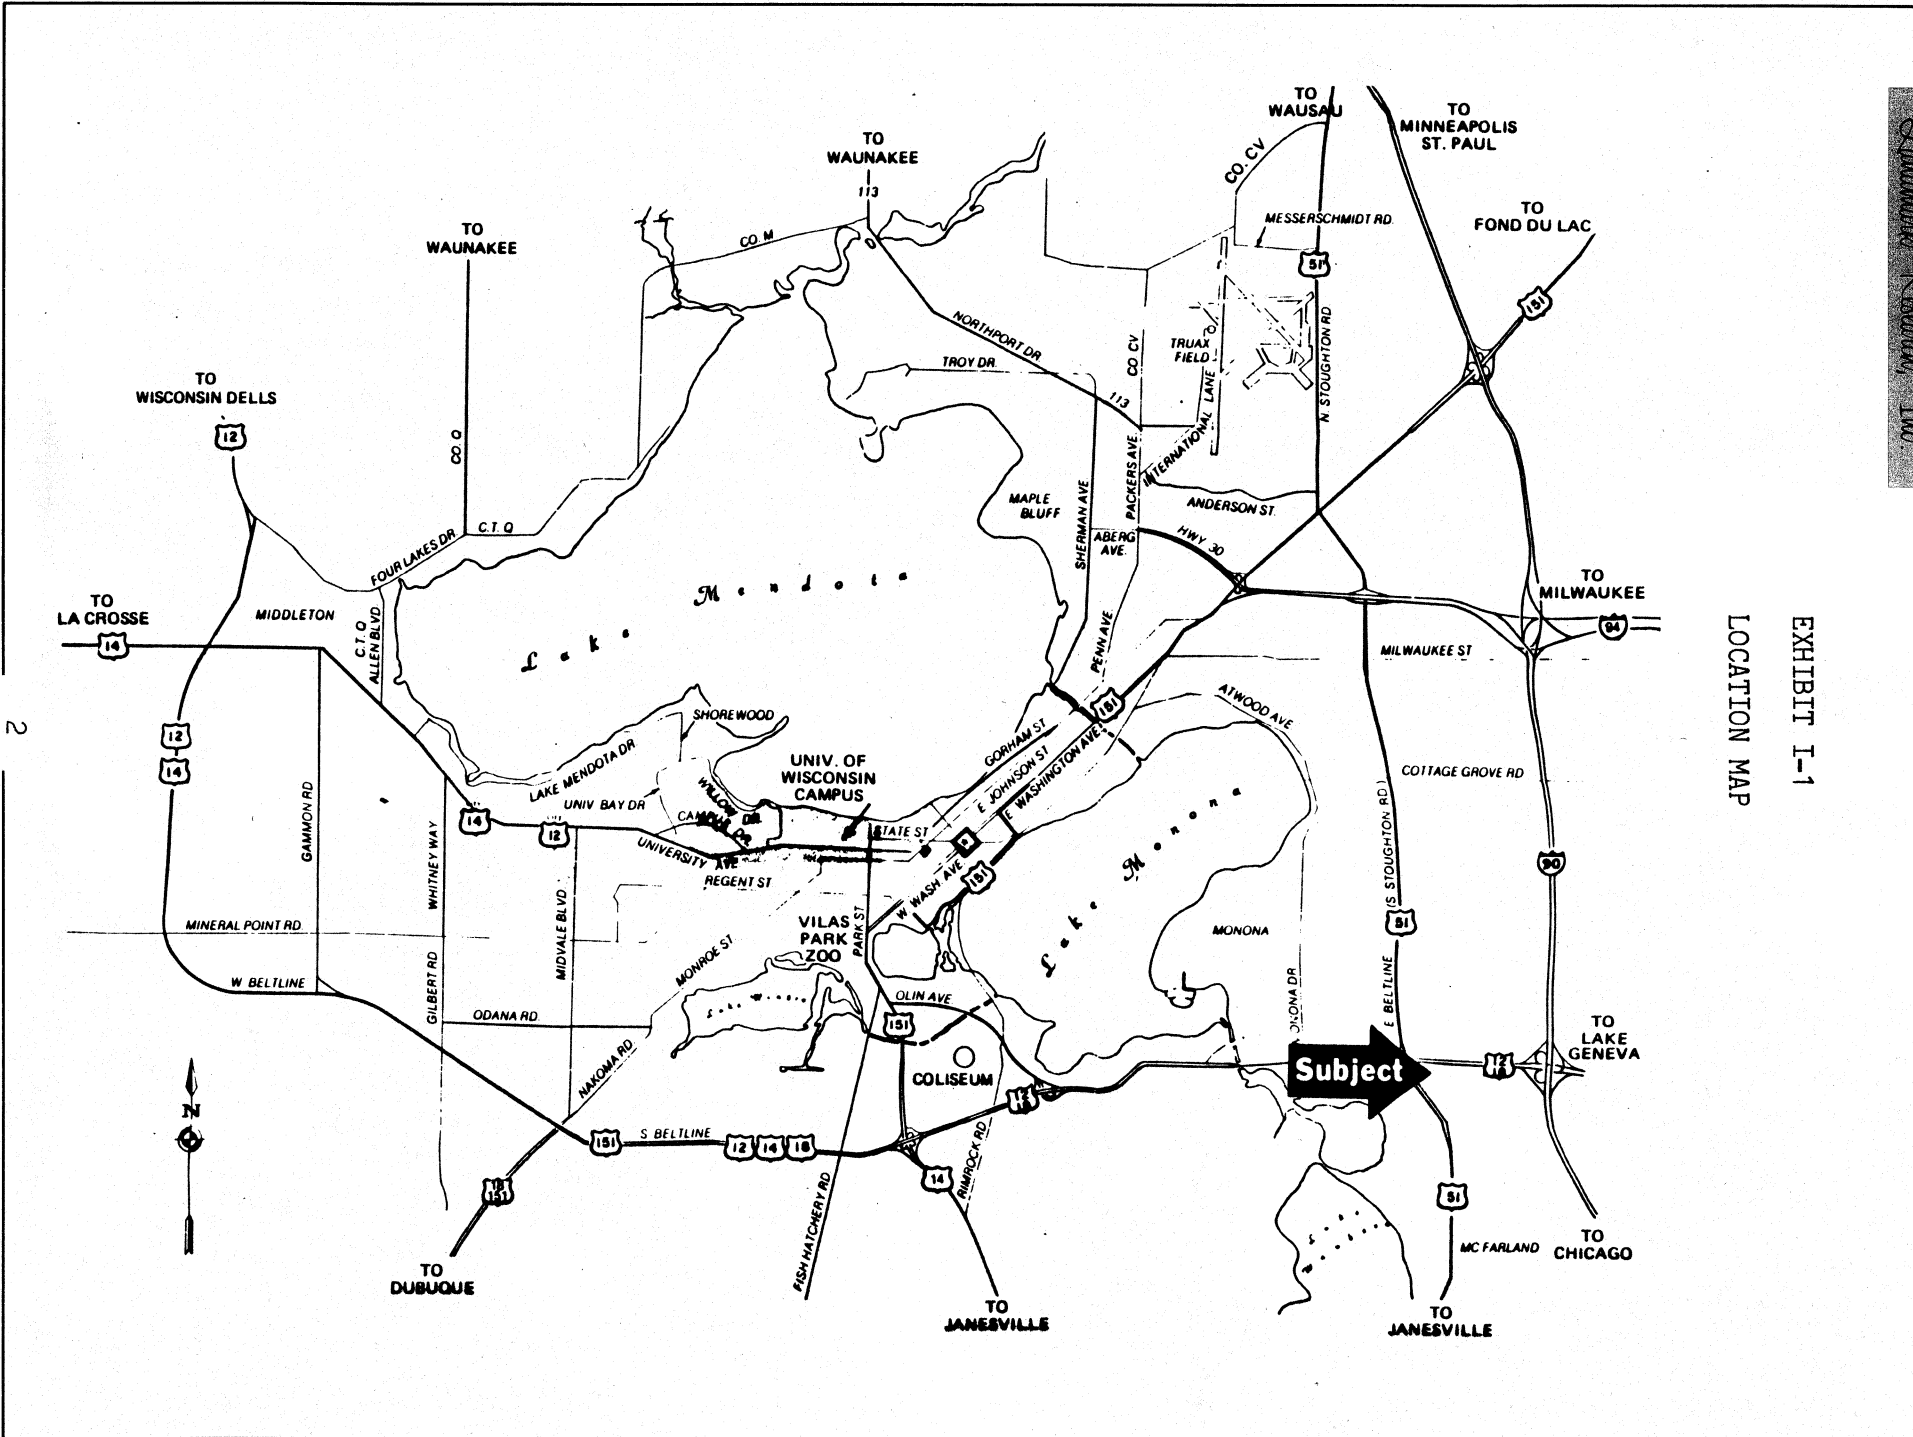 EXHIBIT I-1
LOCATION MAP
2
TO
WAUSAU
TO
MINNEAPOLIS
ST. PAUL
TO
WAUNAKEE
113
CO. CV
TO
FOND DU LAC
MESSERSCHMIDT RD.
TO
WAUNAKEE
CO. M
51
151
NORTHPORT DR.
TROY DR.
CO CV
TRUAX
FIELD
INTERNATIONAL LANE
N. STOUGHTON RD
113
TO
WISCONSIN DELLS
12
CO. Q
C.T. Q
FOUR LAKES DR
MAPLE
BLUFF
SHERMAN AVE
PACKERS AVE.
ANDERSON ST.
ABERG
AVE.
HWY 30
TO
MILWAUKEE
94
TO
LA CROSSE
14
MIDDLETON
C.T. Q
ALLEN BLVD
Lake Mendota
PENN AVE.
MILWAUKEE ST
151
ATWOOD AVE
12
14
SHOREWOOD
LAKE MENDOTA DR
UNIV. OF
WISCONSIN
CAMPUS
GORHAM ST
E JOHNSON ST
E WASHINGTON AVE.
COTTAGE GROVE RD
UNIV BAY DR
WILLOW DR.
CAMPUS DR.
STATE ST
14
12
UNIVERSITY
AVE
REGENT ST
GAMMON RD
WHITNEY WAY
Lake Monona
90
(S STOUGHTON RD)
W WASH AVE
151
MINERAL POINT RD.
MIDVALE BLVD
VILAS
PARK
ZOO
PARK ST
MONROE ST
MONONA
51
W BELTLINE
GILBERT RD
ODANA RD.
OLIN AVE.
151
E BELTLINE
TO
LAKE
GENEVA
NAKOMA RD
COLISEUM
Subject
N
151
S BELTLINE
12
14
18
14
RIMROCK RD
FISH HATCHERY RD
18
151
51
MC FARLAND
TO
CHICAGO
TO
DUBUQUE
TO
JANESVILLE
TO
JANESVILLE